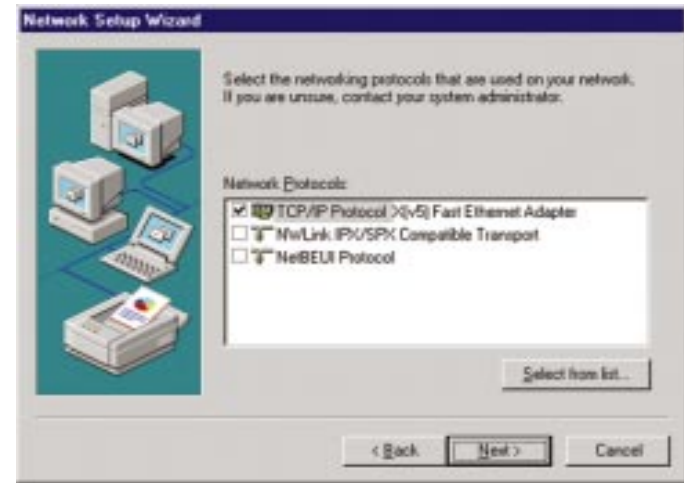 Network Setup Wizard
Select the networking protocols that are used on your network.
If you are unsure, contact your system administrator.
Network Protocols:
TCP/IP Protocol X(v5) Fast Ethernet Adapter
NWLink IPX/SPX Compatible Transport
NetBEUI Protocol
Select from list...
< Back
Next >
Cancel